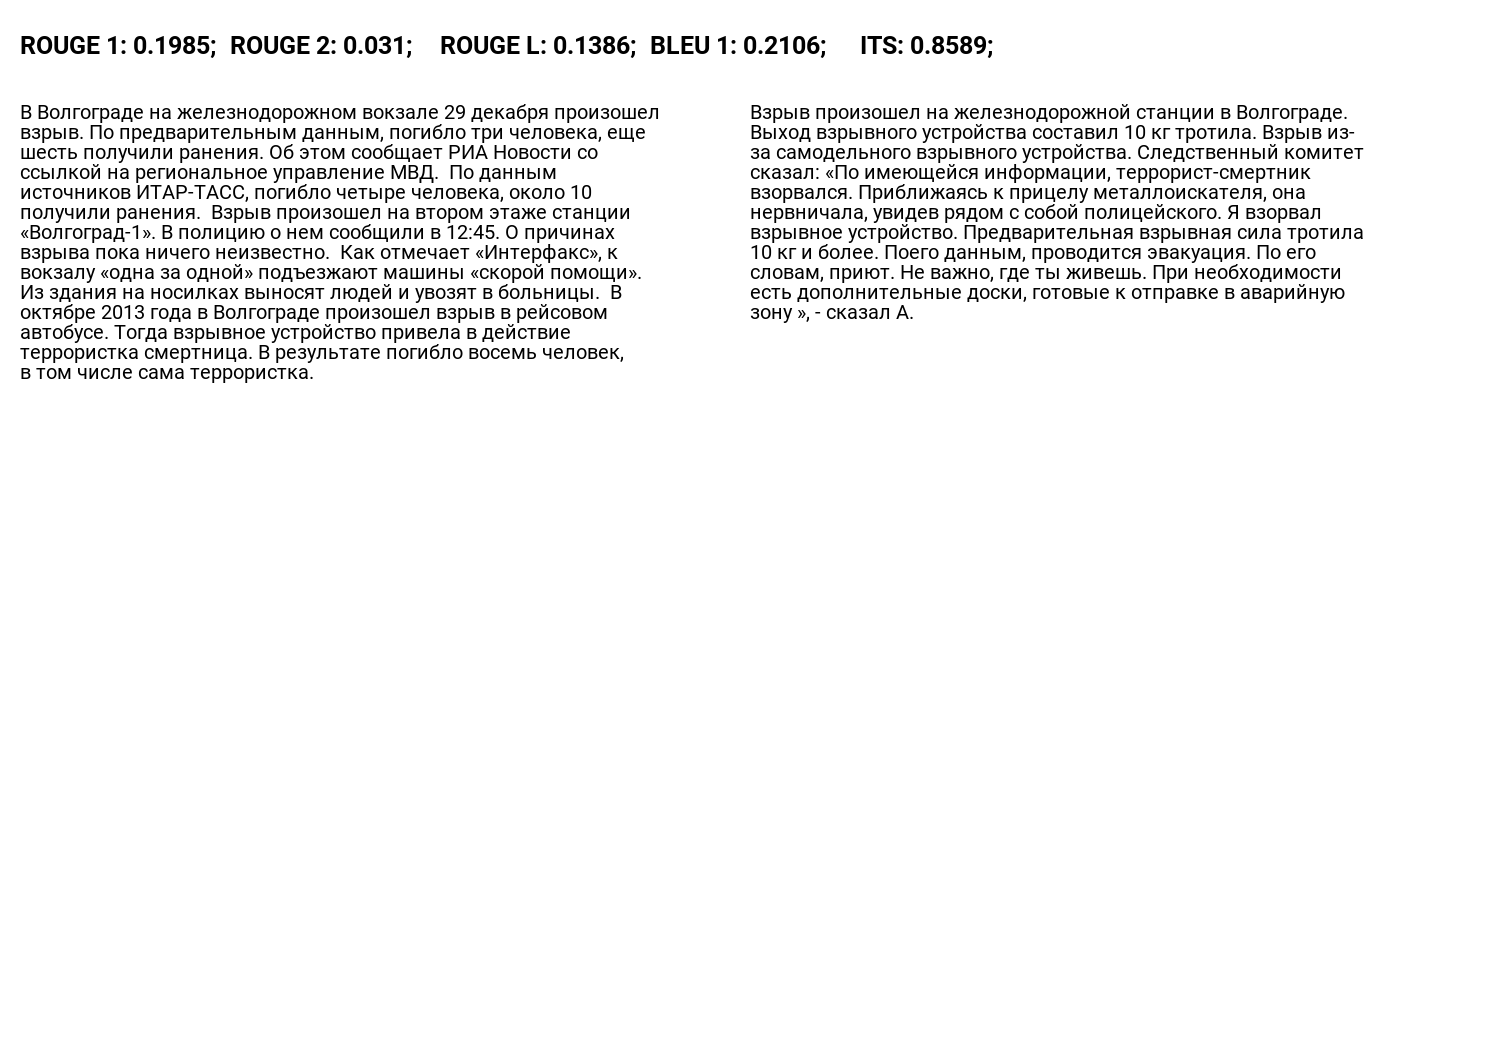 ROUGE 1: 0.1985; ROUGE 2: 0.031; ROUGE L: 0.1386; BLEU 1: 0.2106; ITS: 0.8589;
В Волгограде на железнодорожном вокзале 29 декабря произошел
взрыв. По предварительным данным, погибло три человека, еще
шесть получили ранения. Об этом сообщает РИА Новости со
ссылкой на региональное управление МВД.  По данным
источников ИТАР-ТАСС, погибло четыре человека, около 10
получили ранения.  Взрыв произошел на втором этаже станции
«Волгоград-1». В полицию о нем сообщили в 12:45. О причинах
взрыва пока ничего неизвестно.  Как отмечает «Интерфакс», к
вокзалу «одна за одной» подъезжают машины «скорой помощи».
Из здания на носилках выносят людей и увозят в больницы.  В
октябре 2013 года в Волгограде произошел взрыв в рейсовом
автобусе. Тогда взрывное устройство привела в действие
террористка смертница. В результате погибло восемь человек,
в том числе сама террористка.
Взрыв произошел на железнодорожной станции в Волгограде.
Выход взрывного устройства составил 10 кг тротила. Взрыв из-
за самодельного взрывного устройства. Следственный комитет
сказал: «По имеющейся информации, террорист-смертник
взорвался. Приближаясь к прицелу металлоискателя, она
нервничала, увидев рядом с собой полицейского. Я взорвал
взрывное устройство. Предварительная взрывная сила тротила
10 кг и более. Поего данным, проводится эвакуация. По его
словам, приют. Не важно, где ты живешь. При необходимости
есть дополнительные доски, готовые к отправке в аварийную
зону », - сказал А.